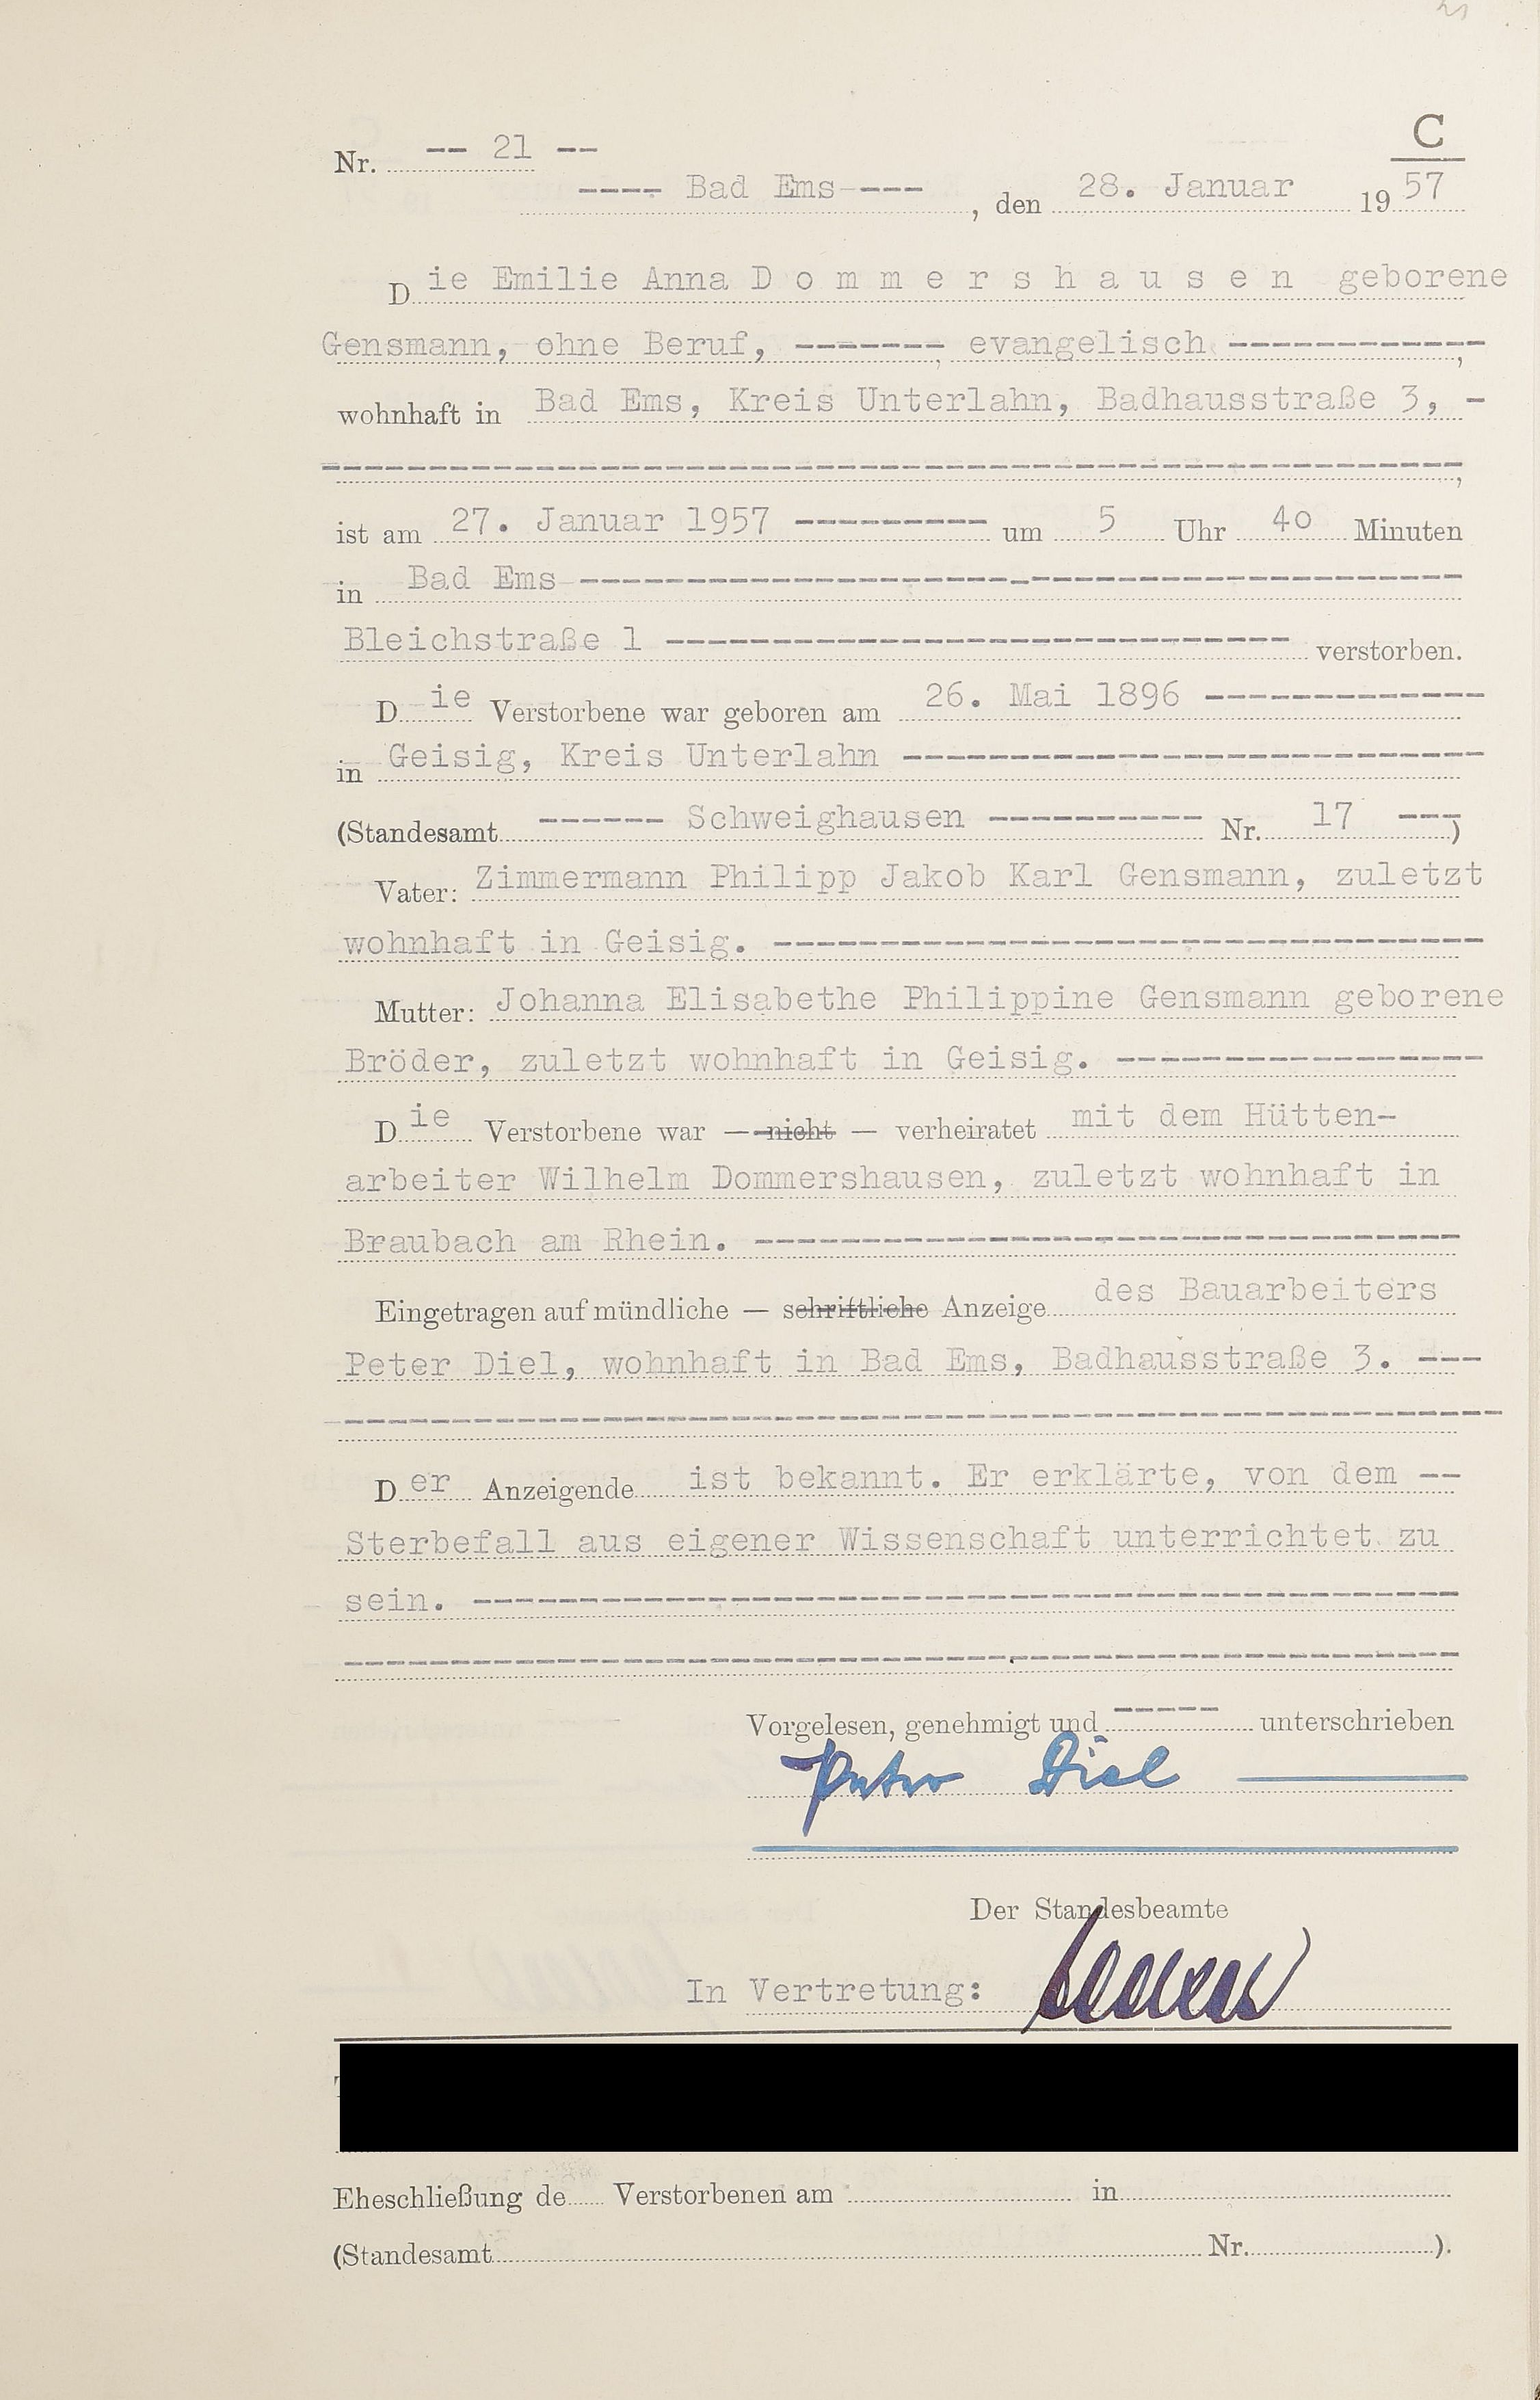 C
Nr. -- 21 --
---- Bad Ems ----, den 28. Januar 1957
Die Emilie Anna D o m m e r s h a u s e n geborene
Gensmann, ohne Beruf, -------, evangelisch -----------,-
wohnhaft in Bad Ems, Kreis Unterlahn, Badhausstraße 3, -
-----------------------------------------------------,
ist am 27. Januar 1957 --------- um 5 Uhr 40 Minuten
in Bad Ems -----------------------------------------
Bleichstraße 1 ----------------------------- verstorben.
Die Verstorbene war geboren am 26. Mai 1896 -------------
in Geisig, Kreis Unterlahn ---------------------------
(Standesamt ------ Schweighausen ---------- Nr. 17 ---)
Vater: Zimmermann Philipp Jakob Karl Gensmann, zuletzt
wohnhaft in Geisig. ---------------------------------
Mutter: Johanna Elisabethe Philippine Gensmann geborene
Bröder, zuletzt wohnhaft in Geisig. -----------------
Die Verstorbene war — nicht — verheiratet mit dem Hütten-
arbeiter Wilhelm Dommershausen, zuletzt wohnhaft in
Braubach am Rhein. ---------------------------------
Eingetragen auf mündliche — schriftliche Anzeige des Bauarbeiters
Peter Diel, wohnhaft in Bad Ems, Badhausstraße 3. ---
-----------------------------------------------------
Der Anzeigende ist bekannt. Er erklärte, von dem --
Sterbefall aus eigener Wissenschaft unterrichtet zu
sein. ----------------------------------------------
----------------------------------------------------
Vorgelesen, genehmigt und ----- unterschrieben
Peter Diel
Der Standesbeamte
In Vertretung:
Eheschließung de Verstorbenen am in
(Standesamt Nr. ).